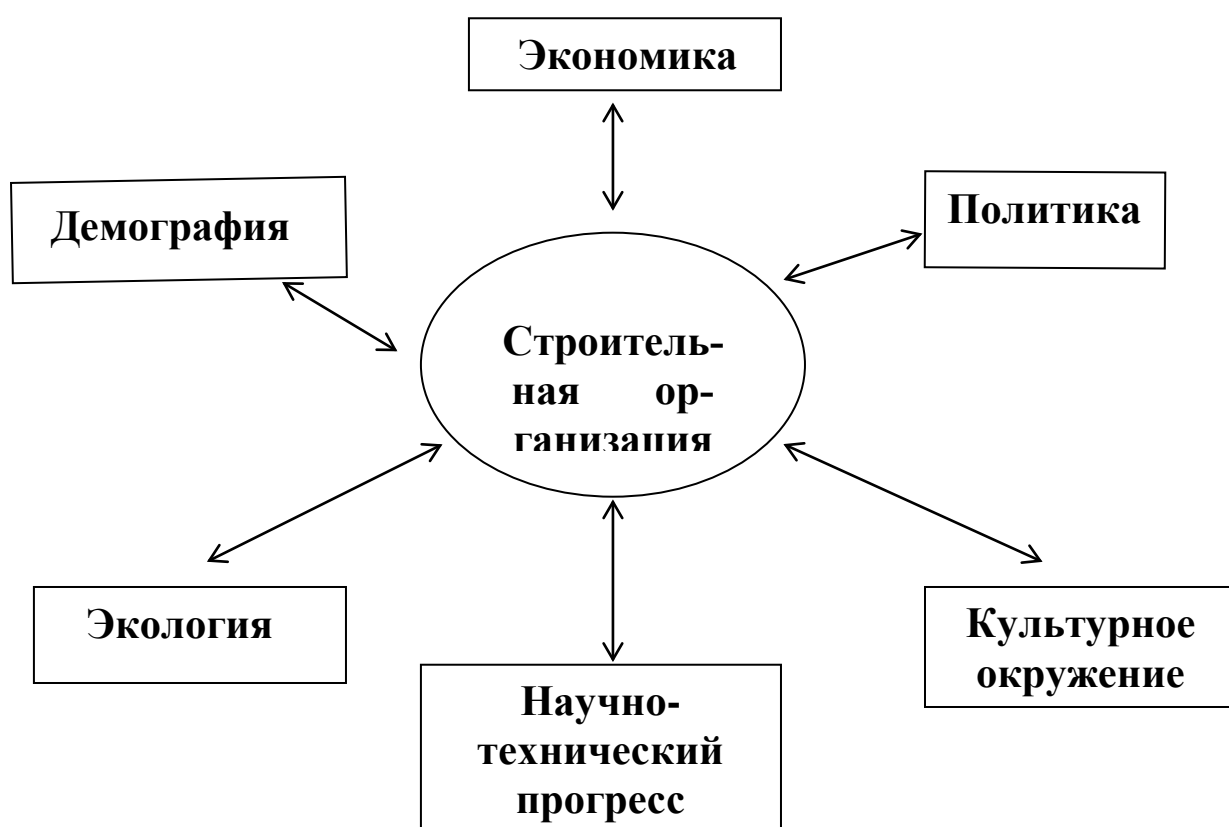 Экономика
Демография
Политика
Строитель-
ная ор-
ганизация
Экология
Культурное
окружение
Научно-
технический
прогресс